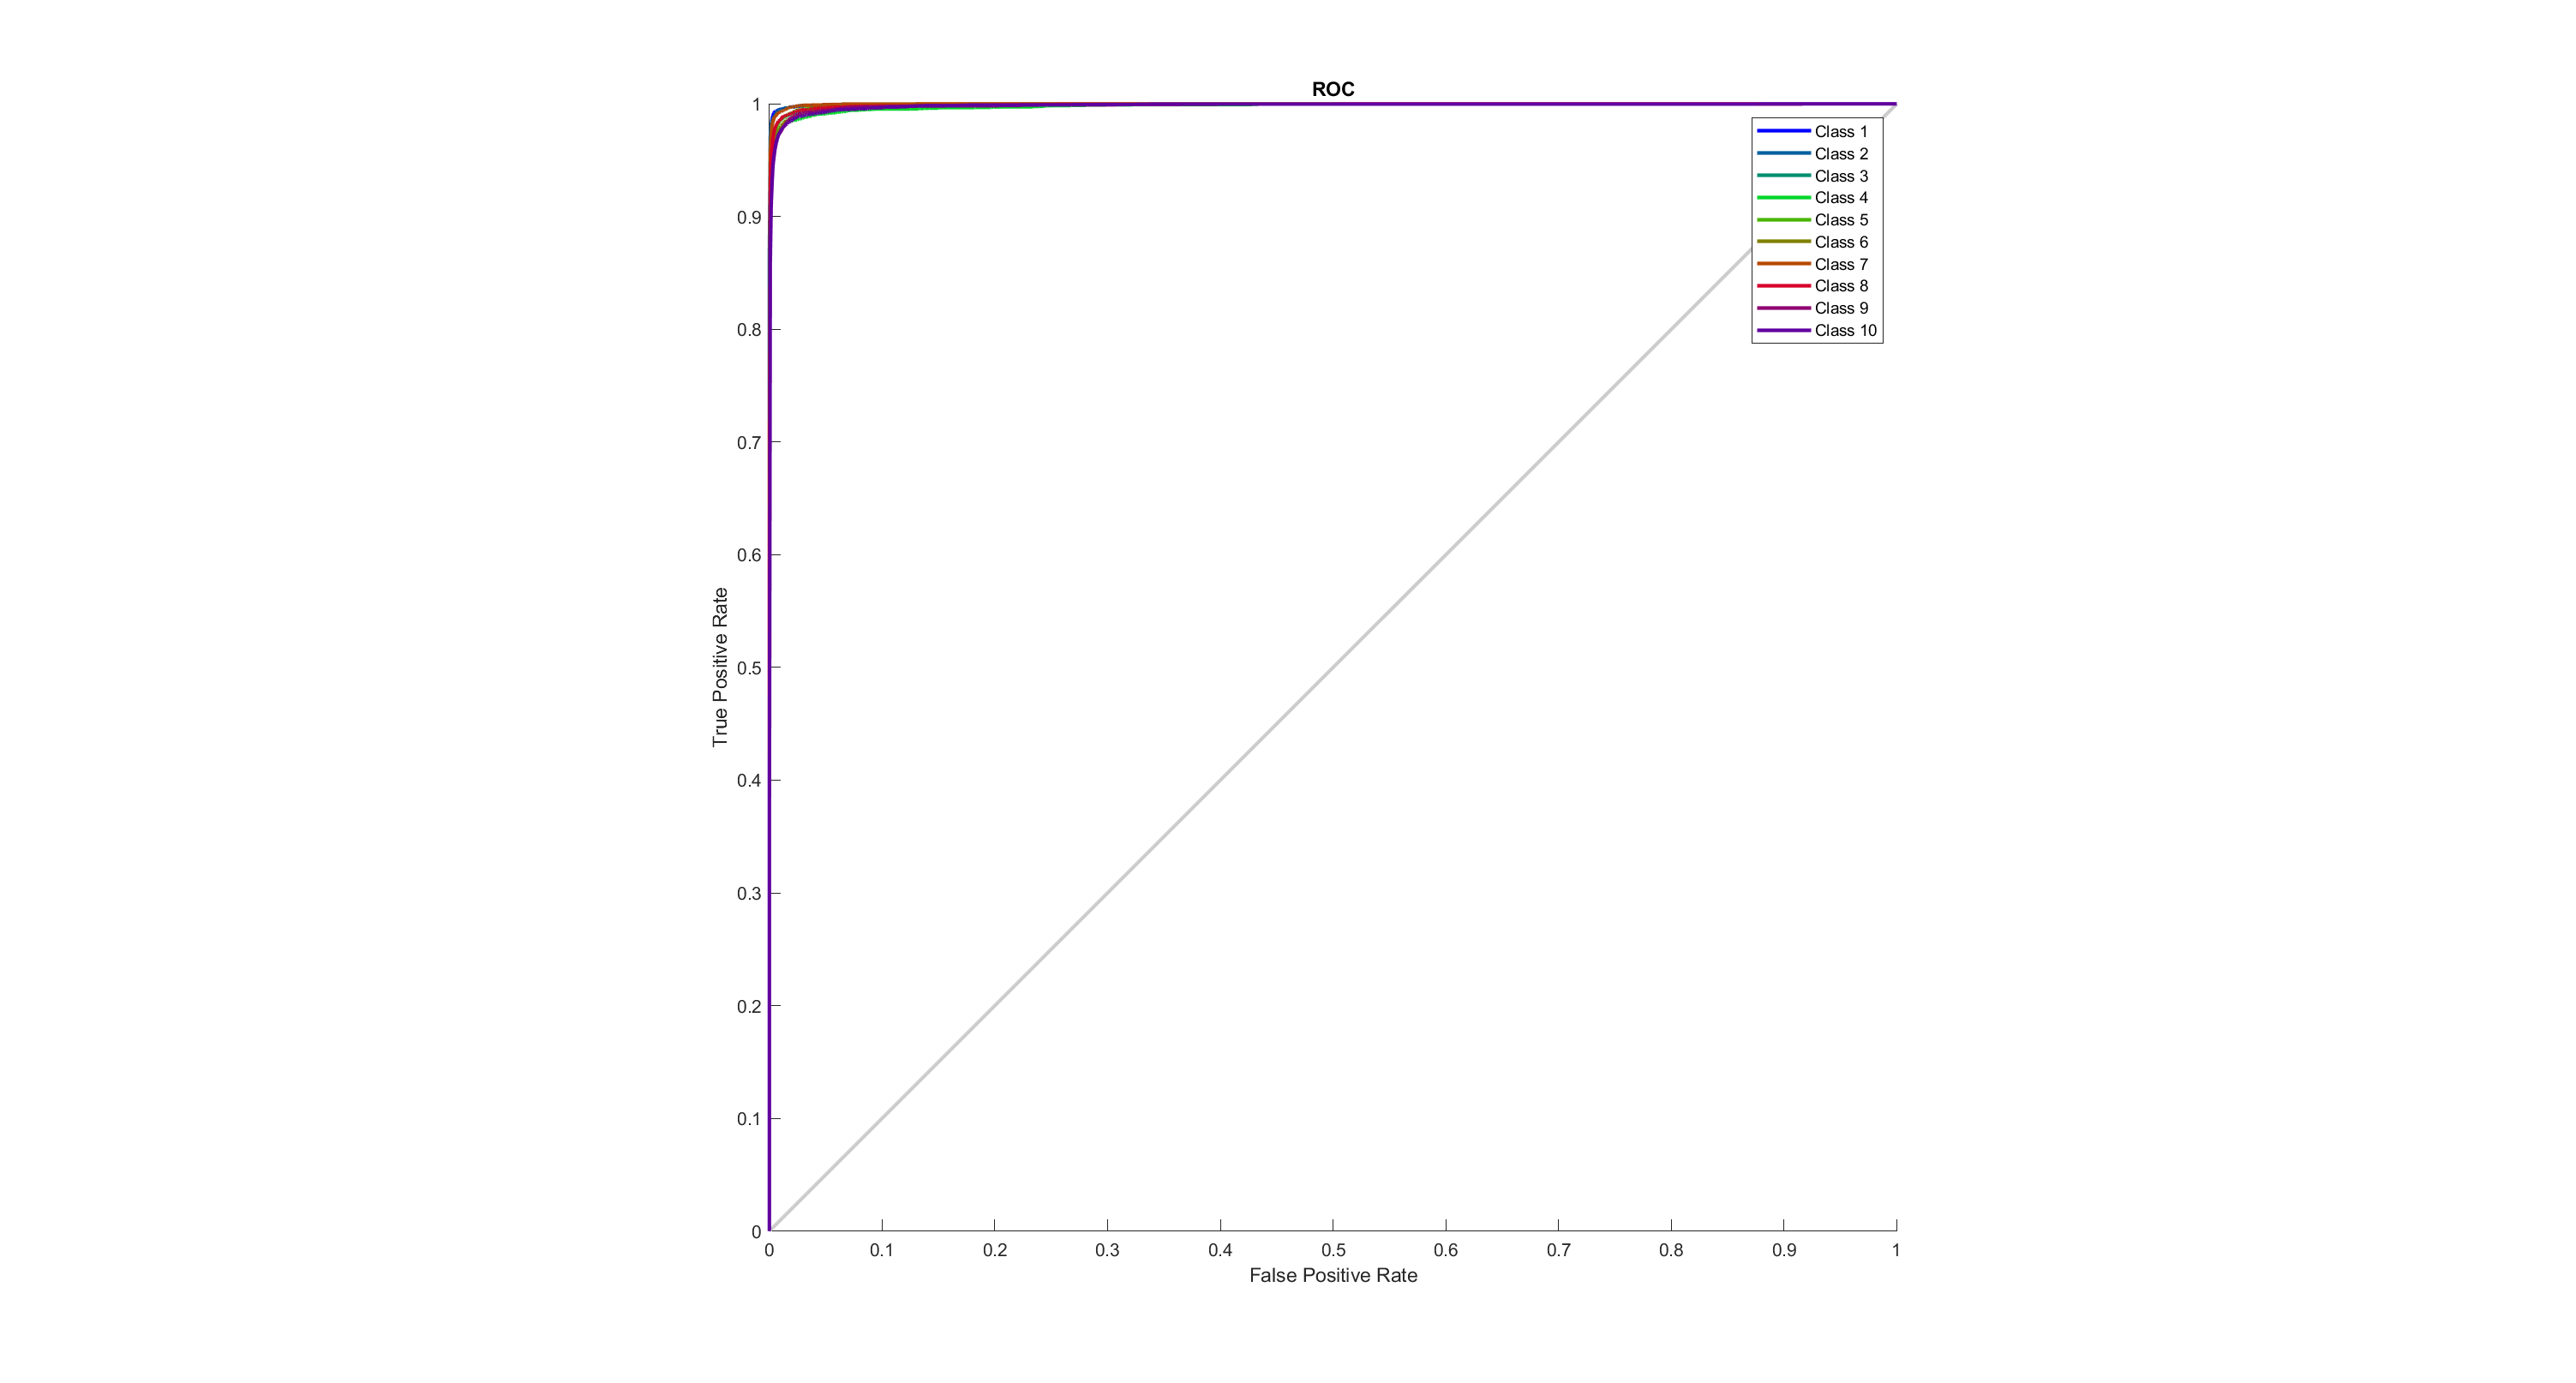 ROC
True Positive Rate
1
0.9
0.8
0.7
0.6
0.5
0.4
0.3
0.2
0.1
0
Class 1
Class 2
Class 3
Class 4
Class 5
Class 6
Class 7
Class 8
Class 9
Class 10
0 0.1 0.2 0.3 0.4 0.5 0.6 0.7 0.8 0.9 1
False Positive Rate